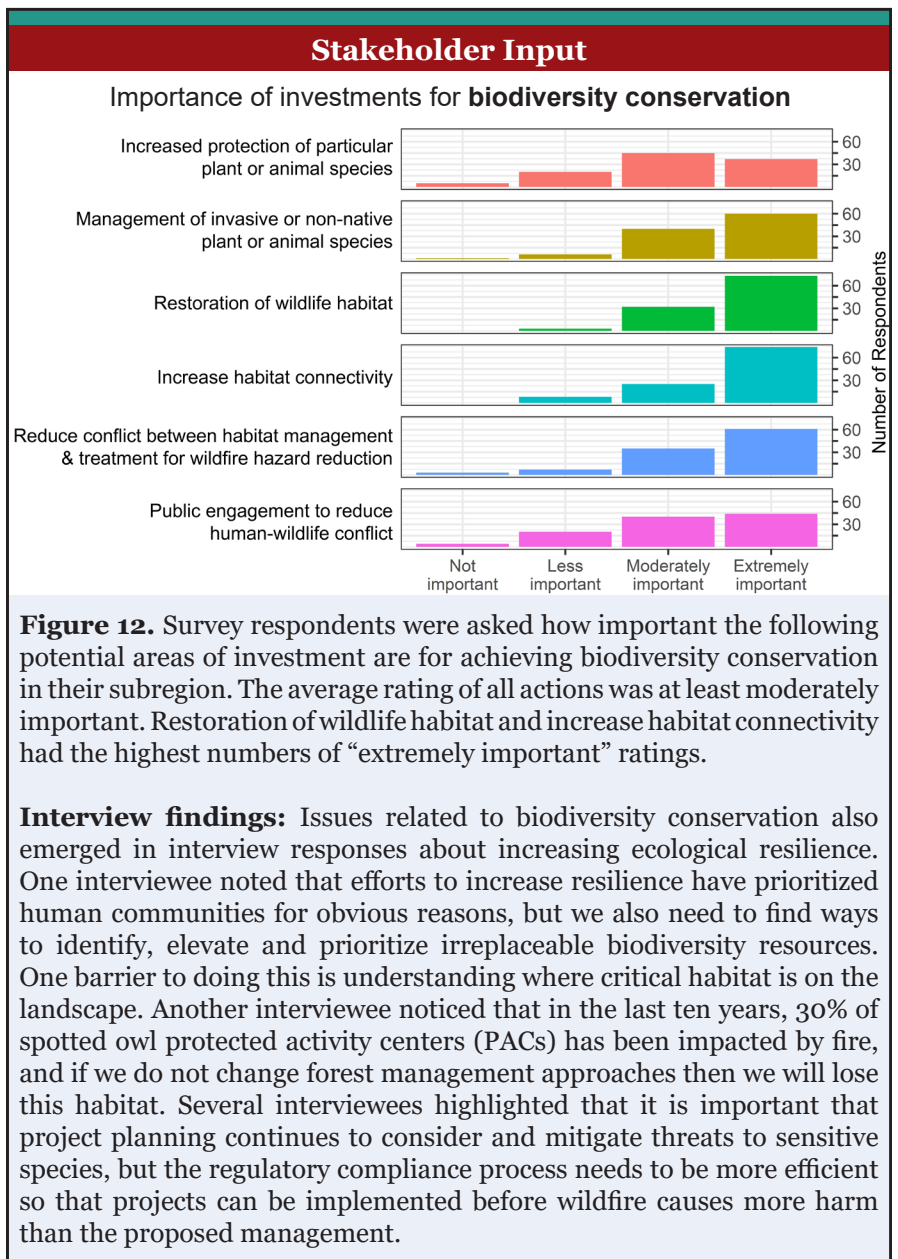 Stakeholder Input
Importance of investments for biodiversity conservation
Increased protection of particular
plant or animal species
60
30
Management of invasive or non-native
plant or animal species
60
30
Restoration of wildlife habitat
60
30
Increase habitat connectivity
60
30
Reduce conflict between habitat management
& treatment for wildfire hazard reduction
60
30
Public engagement to reduce
human-wildlife conflict
60
30
Number of Respondents
Not
important
Less
important
Moderately
important
Extremely
important
Figure 12. Survey respondents were asked how important the following
potential areas of investment are for achieving biodiversity conservation
in their subregion. The average rating of all actions was at least moderately
important. Restoration of wildlife habitat and increase habitat connectivity
had the highest numbers of “extremely important” ratings.
Interview findings: Issues related to biodiversity conservation also
emerged in interview responses about increasing ecological resilience.
One interviewee noted that efforts to increase resilience have prioritized
human communities for obvious reasons, but we also need to find ways
to identify, elevate and prioritize irreplaceable biodiversity resources.
One barrier to doing this is understanding where critical habitat is on the
landscape. Another interviewee noticed that in the last ten years, 30% of
spotted owl protected activity centers (PACs) has been impacted by fire,
and if we do not change forest management approaches then we will lose
this habitat. Several interviewees highlighted that it is important that
project planning continues to consider and mitigate threats to sensitive
species, but the regulatory compliance process needs to be more efficient
so that projects can be implemented before wildfire causes more harm
than the proposed management.